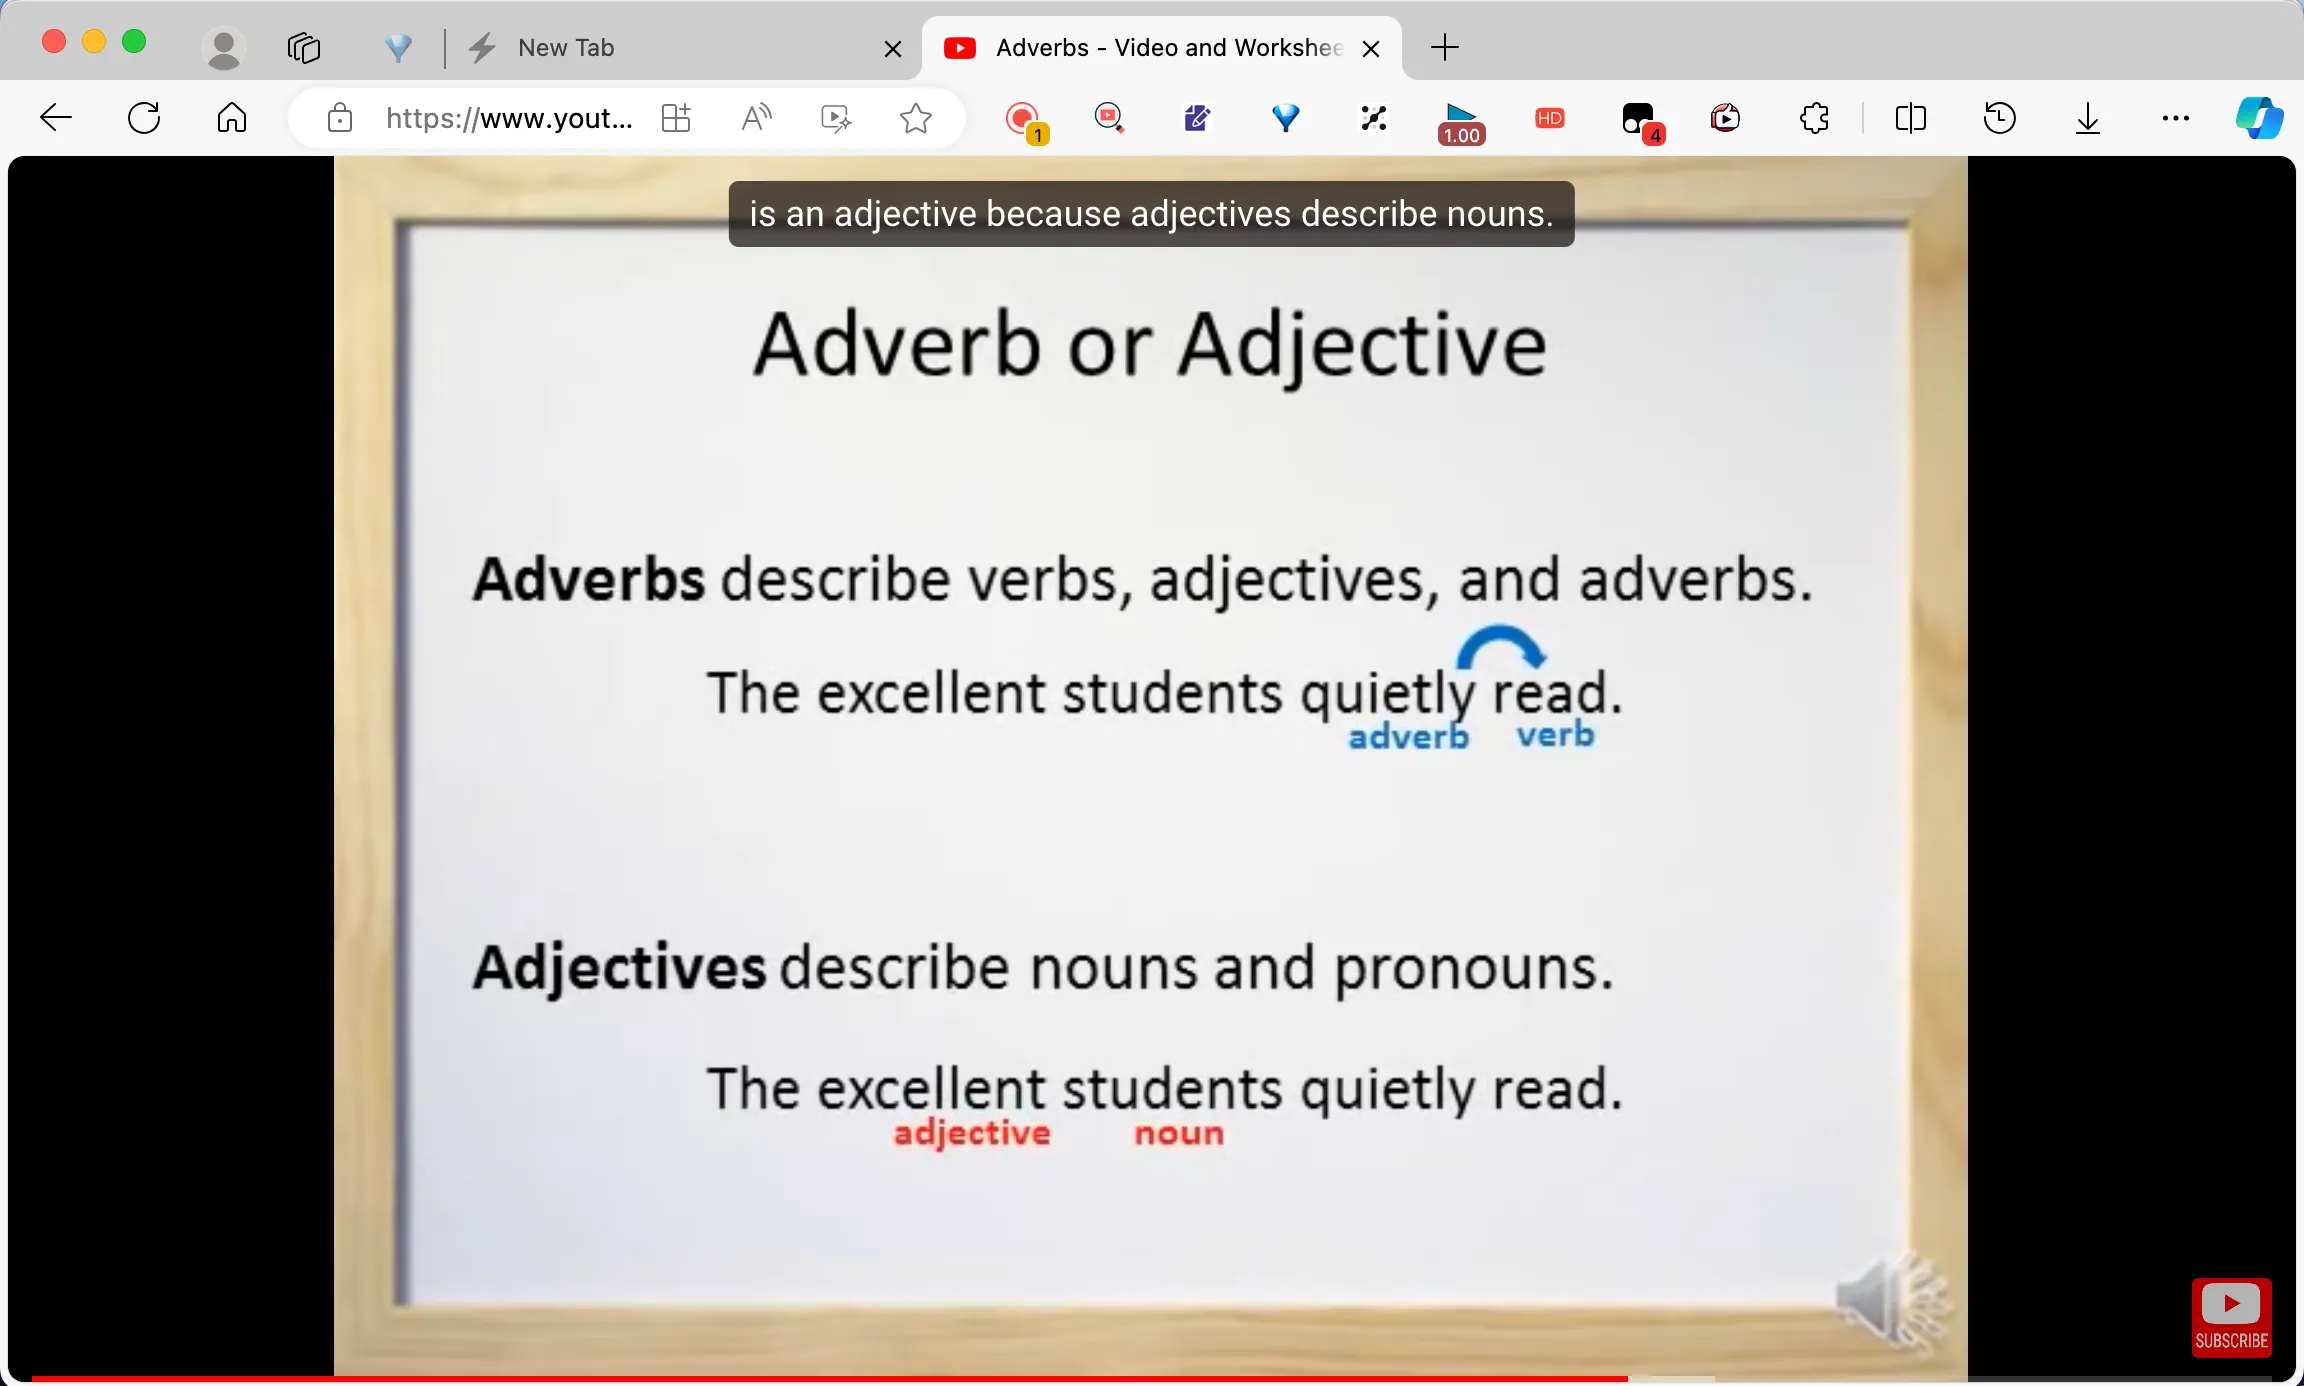 New Tab
Adverbs - Video and Workshee
https://www.yout...
1
1.00
HD
4
is an adjective because adjectives describe nouns.
Adverb or Adjective
Adverbs describe verbs, adjectives, and adverbs.
The excellent students quietly read.
adverb verb
Adjectives describe nouns and pronouns.
The excellent students quietly read.
adjective noun
SUBSCRIBE